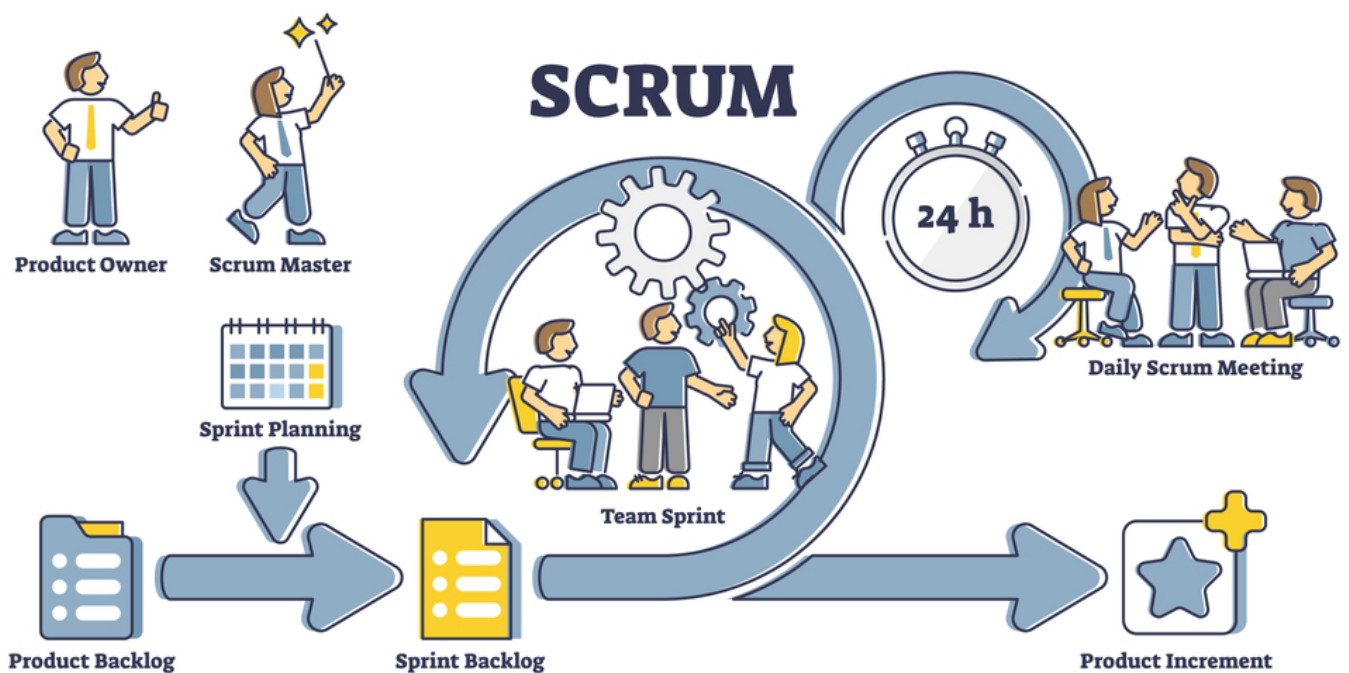 SCRUM
Product Owner
Scrum Master
24 h
Sprint Planning
Daily Scrum Meeting
Team Sprint
Product Backlog
Sprint Backlog
Product Increment